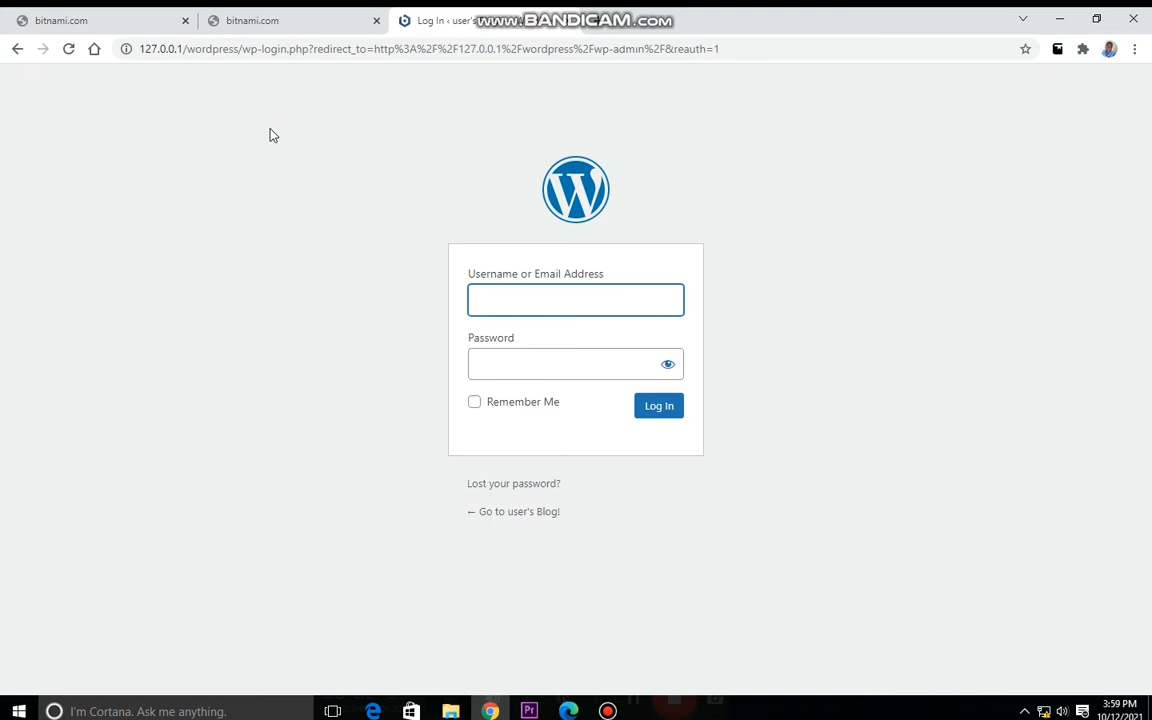 bitnami.com
bitnami.com
Log In ‹ user's
www.BANDICAM.com
127.0.0.1/wordpress/wp-login.php?redirect_to=http%3A%2F%2F127.0.0.1%2Fwordpress%2Fwp-admin%2F&reauth=1
Username or Email Address
Password
Remember Me
Log In
Lost your password?
← Go to user's Blog!
I'm Cortana. Ask me anything.
Pr
3:59 PM
10/12/2021